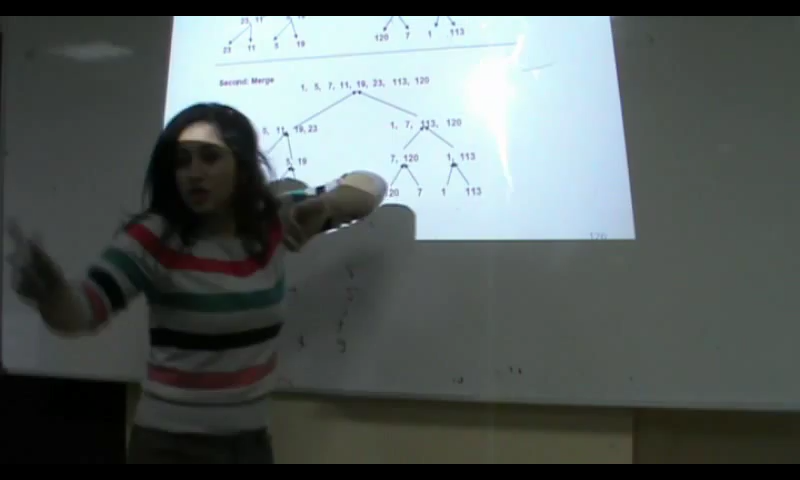 23 11
21 11 5 19 120 7 1 113
Second: Merge
1, 5, 7, 11, 19, 23, 113, 120
5, 11, 19, 23 1, 7, 113, 120
5, 19 7, 120 1, 113
20 7 1 113
120